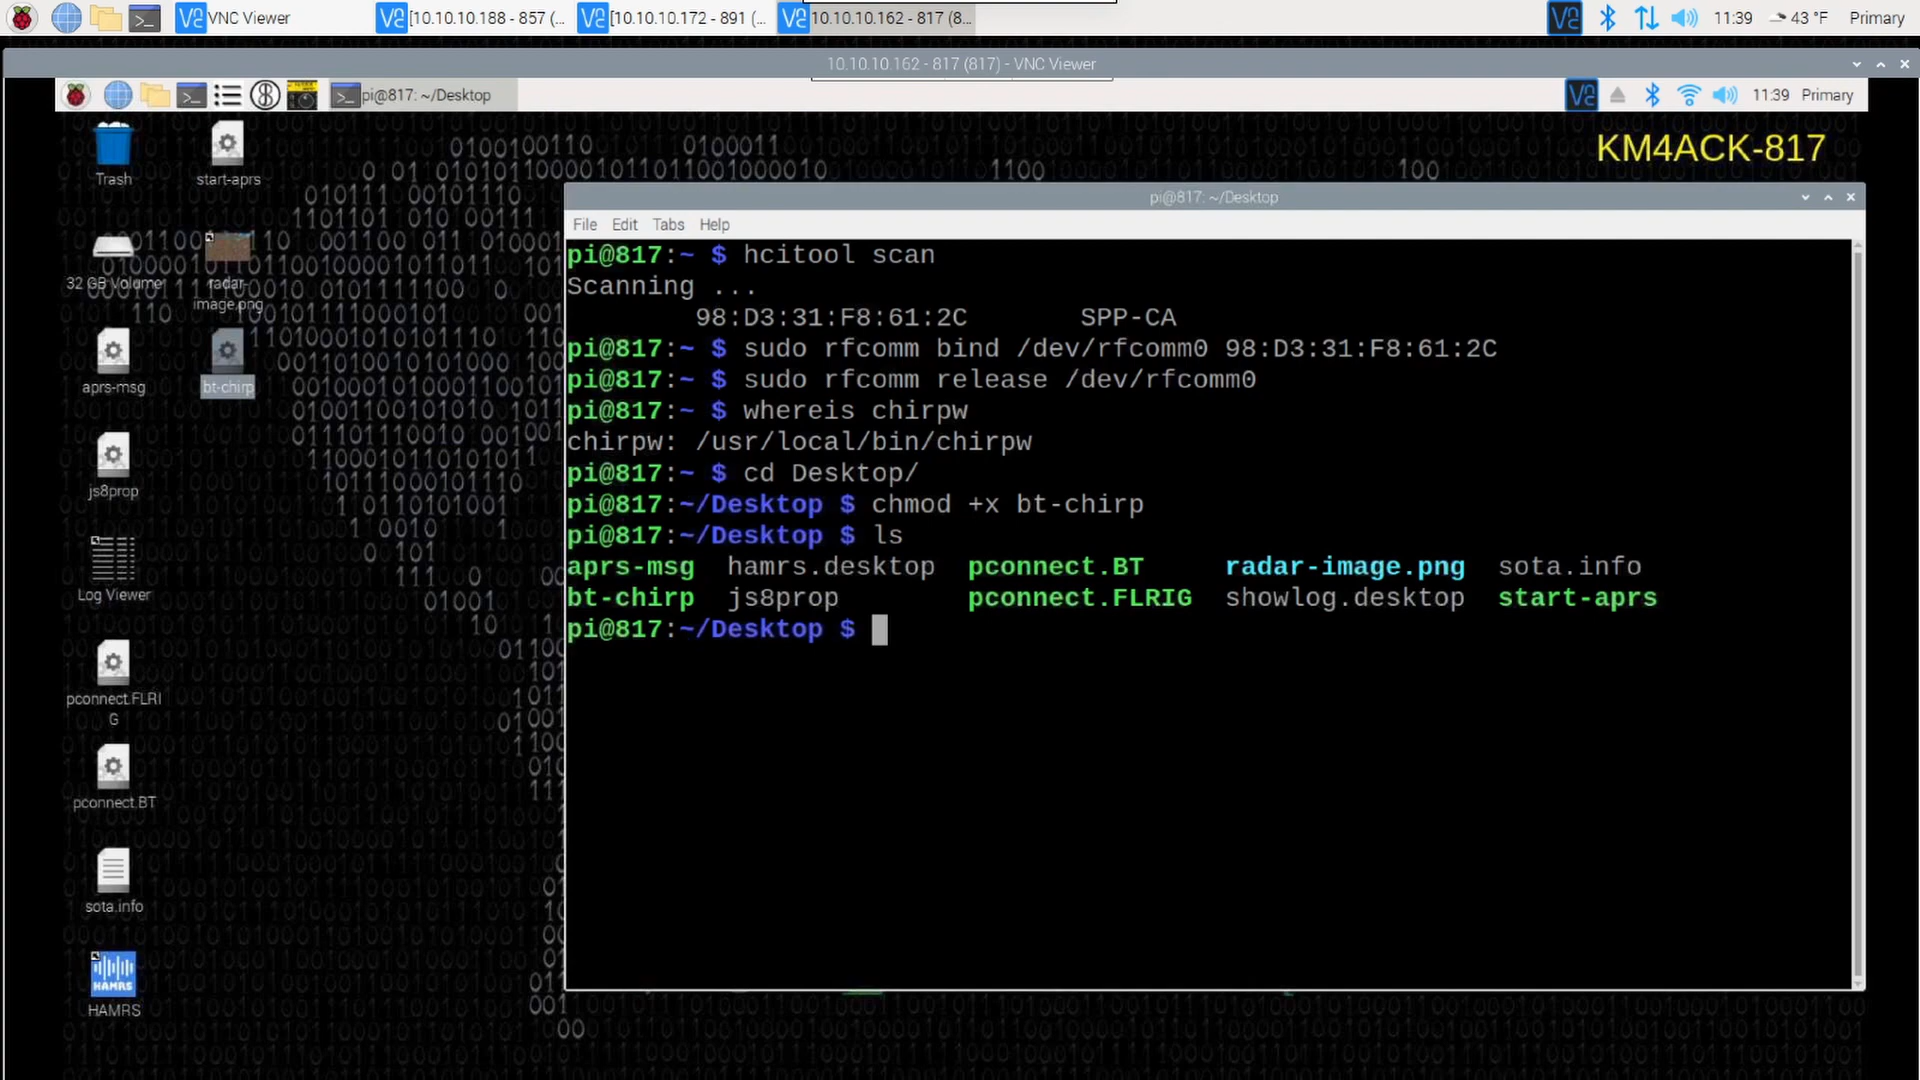 VNC Viewer
[10.10.10.188 - 857 (...
[10.10.10.172 - 891 (...
10.10.10.162 - 817 (8...
11:39
43 °F
Primary
10.10.10.162 - 817 (817) - VNC Viewer
pi@817: ~/Desktop
11:39
Primary
KM4ACK-817
Trash
start-aprs
32 GB Volume
radar-
image.png
aprs-msg
bt-chirp
js8prop
Log Viewer
pconnect.FLRI
G
pconnect.BT
sota.info
HAMRS
HAMRS
pi@817: ~/Desktop
File Edit Tabs Help
pi@817:~ $ hcitool scan
Scanning ...
98:D3:31:F8:61:2C SPP-CA
pi@817:~ $ sudo rfcomm bind /dev/rfcomm0 98:D3:31:F8:61:2C
pi@817:~ $ sudo rfcomm release /dev/rfcomm0
pi@817:~ $ whereis chirpw
chirpw: /usr/local/bin/chirpw
pi@817:~ $ cd Desktop/
pi@817:~/Desktop $ chmod +x bt-chirp
pi@817:~/Desktop $ ls
aprs-msg hamrs.desktop pconnect.BT radar-image.png sota.info
bt-chirp js8prop pconnect.FLRIG showlog.desktop start-aprs
pi@817:~/Desktop $